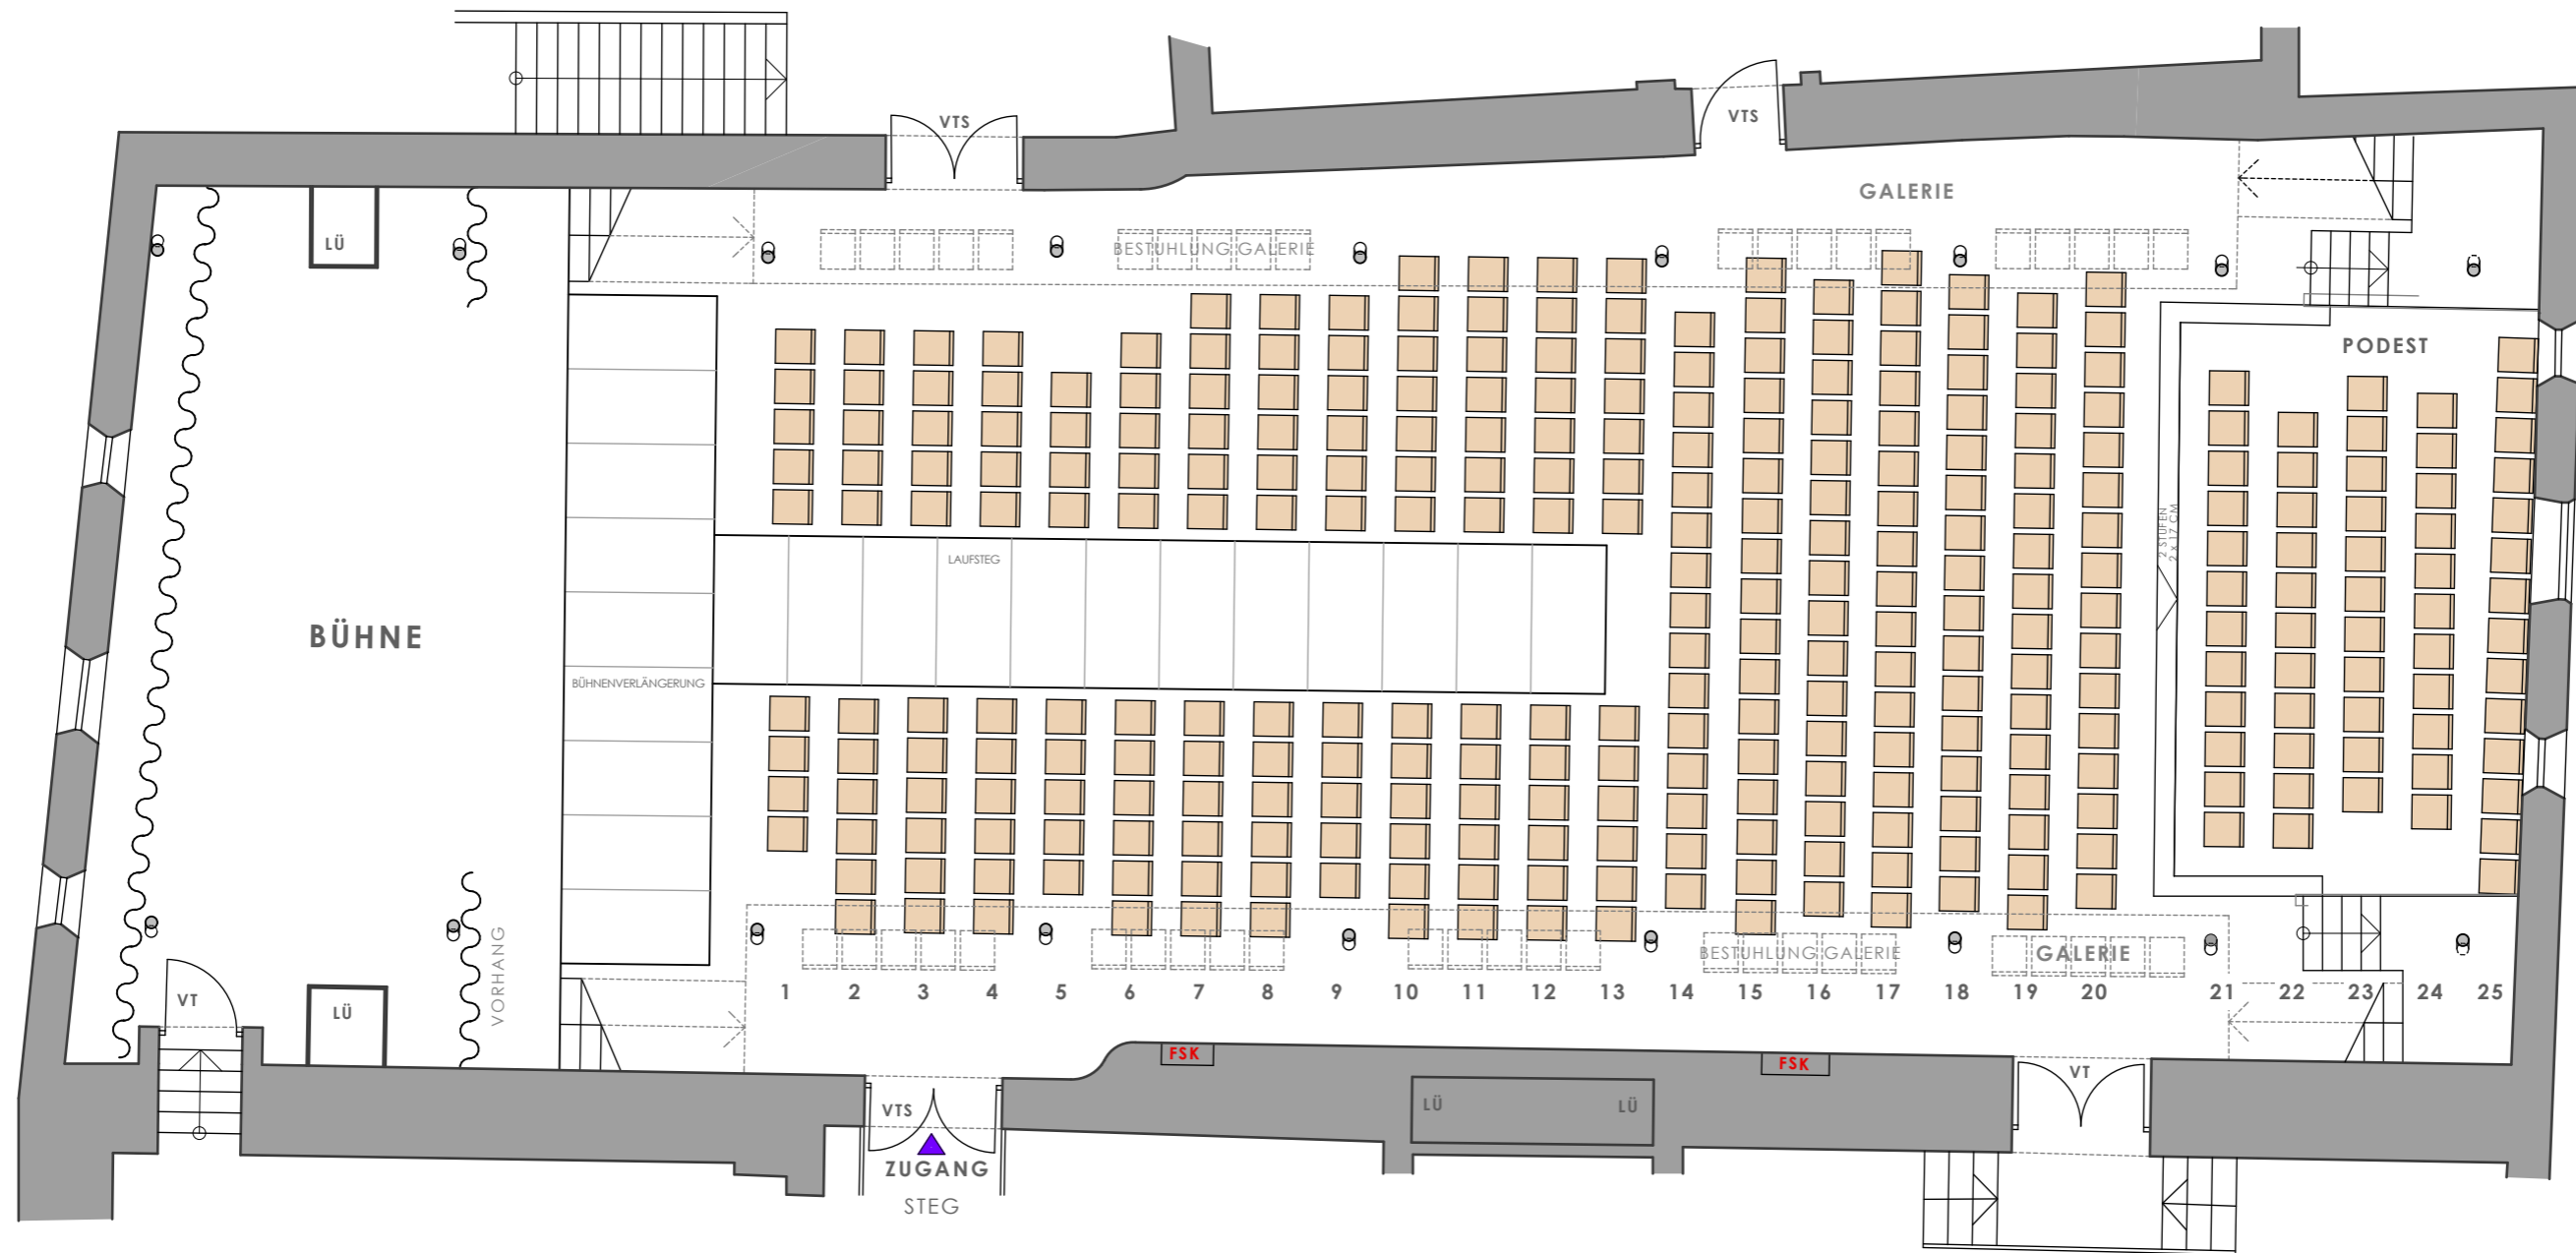 VTS
VTS
GALERIE
LÜ
BESTUHLUNG GALERIE
PODEST
2 STUFEN
2 x 17 CM
LAUFSTEG
BÜHNE
BÜHNENVERLÄNGERUNG
VORHANG
BESTUHLUNG GALERIE
GALERIE
1 2 3 4 5 6 7 8 9 10 11 12 13 14 15 16 17 18 19 20 21 22 23 24 25
VT
LÜ
FSK
FSK
VT
VTS
LÜ
LÜ
ZUGANG
STEG